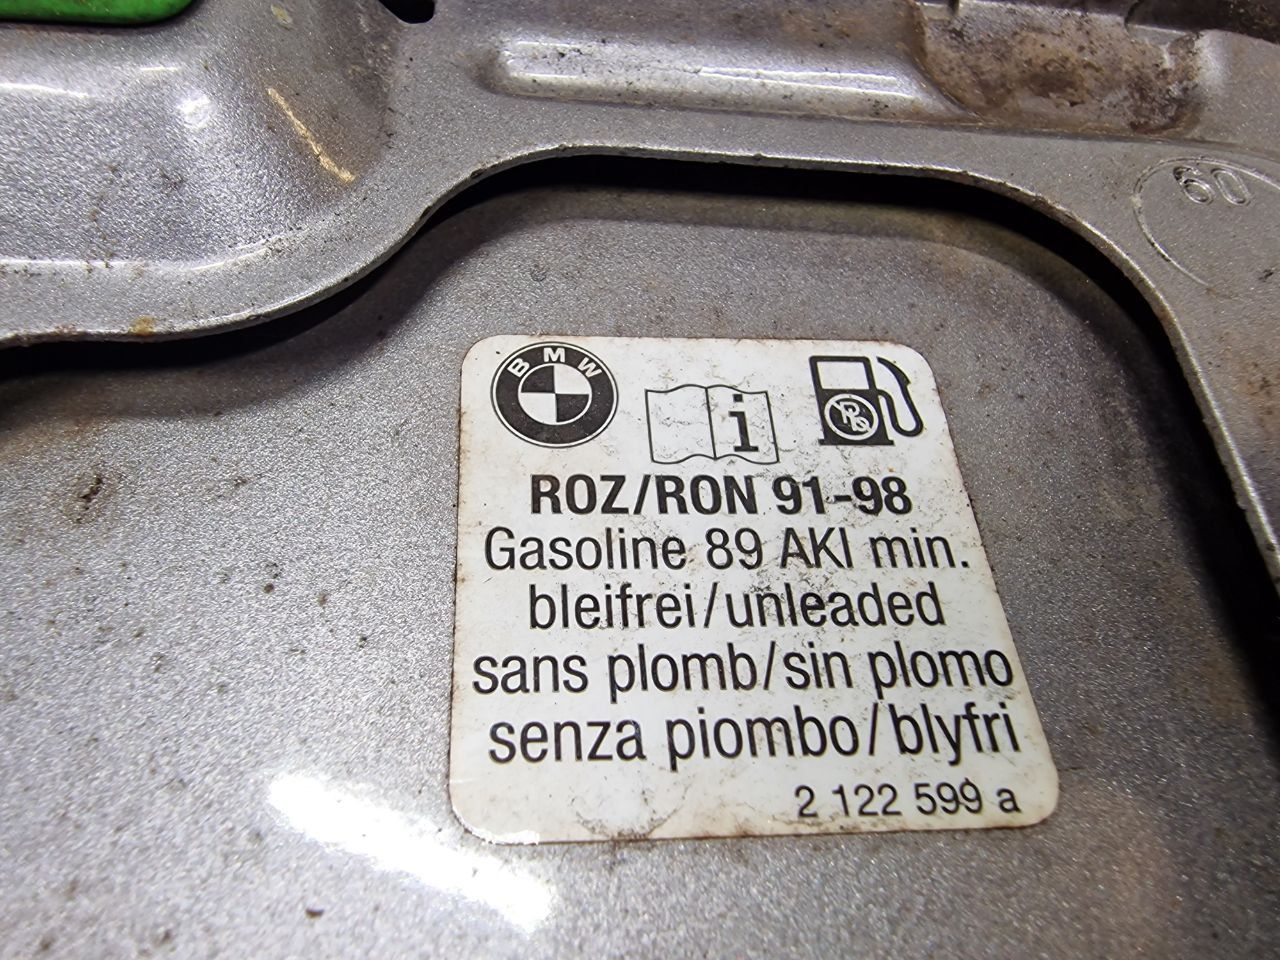 60
BMW
i
Pb
ROZ/RON 91-98
Gasoline 89 AKI min.
bleifrei/unleaded
sans plomb/sin plomo
senza piombo/blyfri
2 122 599 a